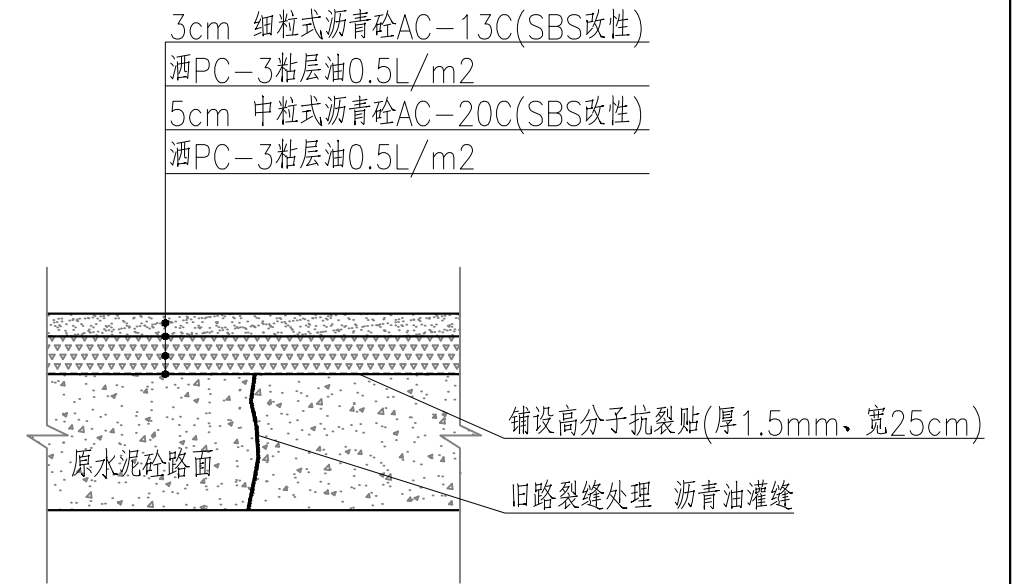 3cm 细粒式沥青砼AC-13C(SBS改性)
洒PC-3粘层油0.5L/m2
5cm 中粒式沥青砼AC-20C(SBS改性)
洒PC-3粘层油0.5L/m2
铺设高分子抗裂贴(厚1.5mm、宽25cm)
原水泥砼路面
旧路裂缝处理 沥青油灌缝